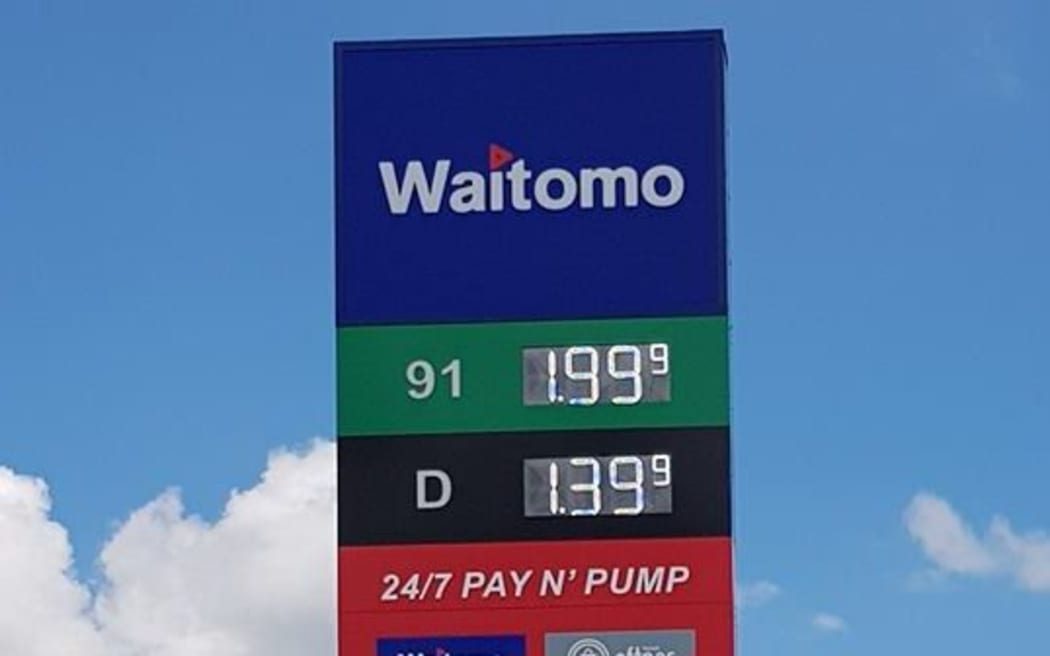 Waitomo
91 1.99⁹
D 1.39⁹
24/7 PAY N' PUMP